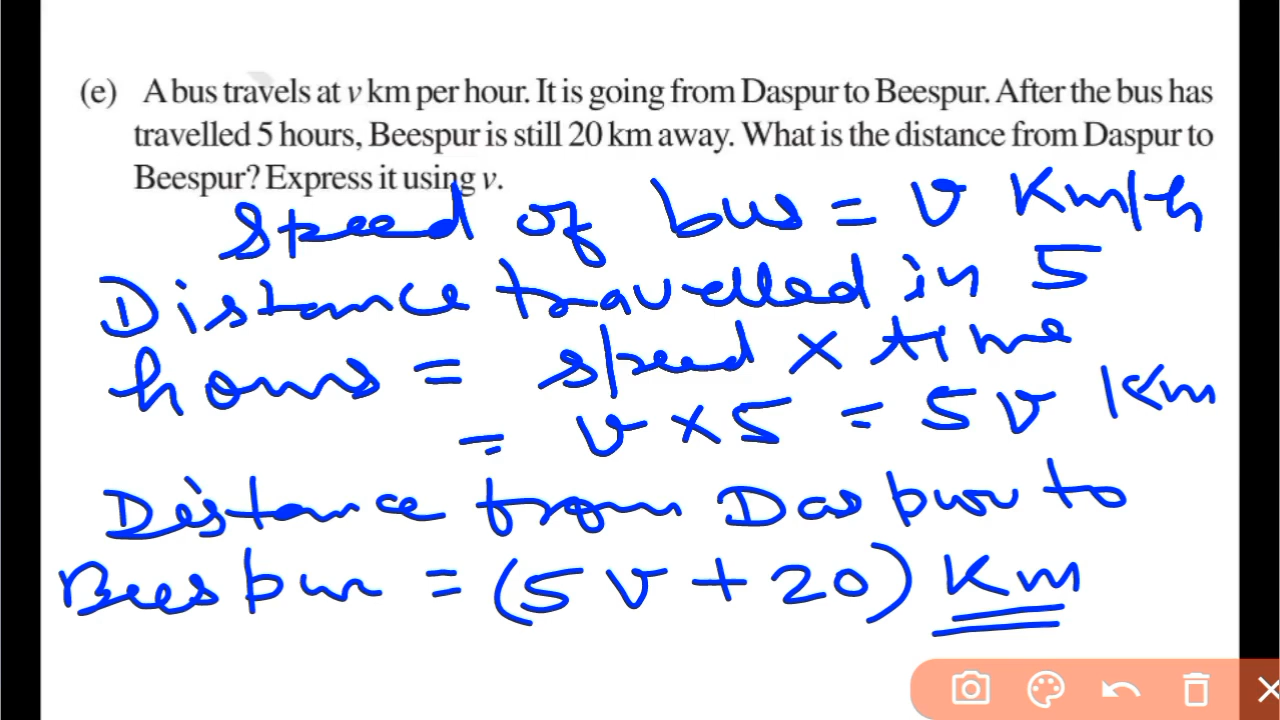 (e) A bus travels at v km per hour. It is going from Daspur to Beespur. After the bus has
travelled 5 hours, Beespur is still 20 km away. What is the distance from Daspur to
Beespur? Express it using v.
Speed of bus = v Km/h
Distance travelled in 5
hours = speed × time
= v × 5 = 5v Km
Distance from Daspur to
Beespur = (5v + 20) Km